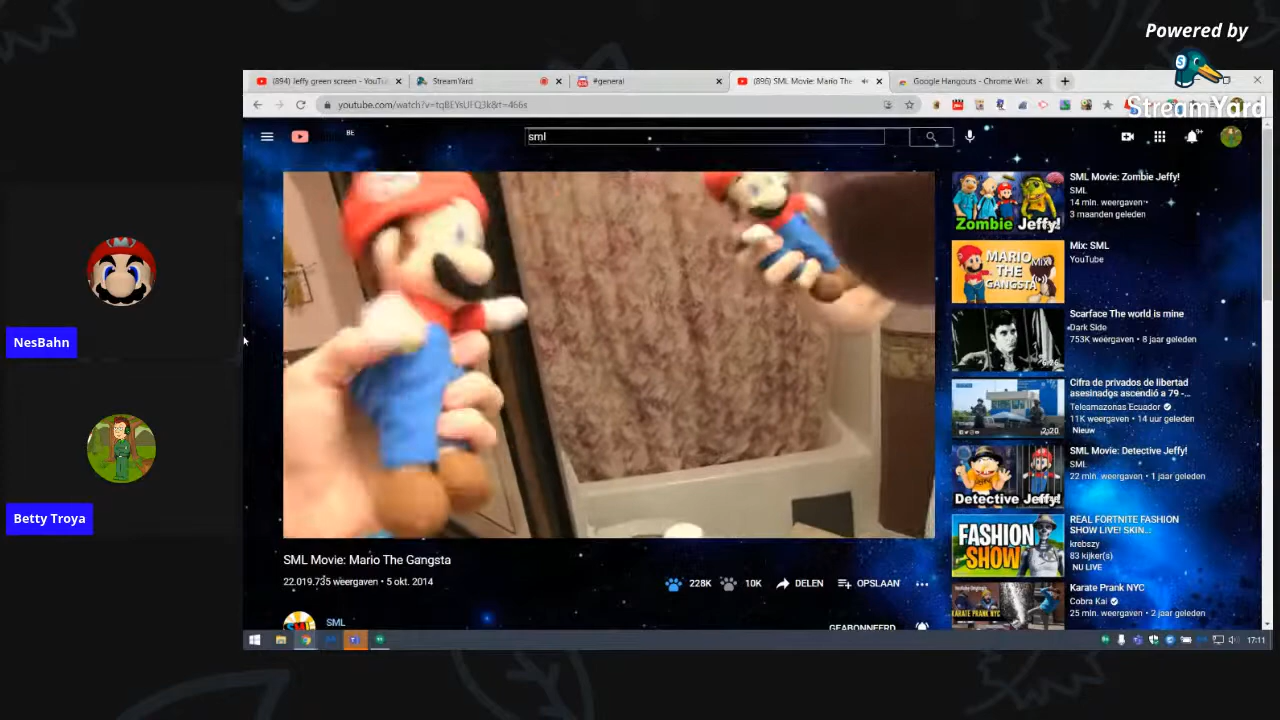 Powered by
StreamYard
(894) leffy green screen - YouTu
StreamYard
#general
(896) SML Movie: Mario The
Google Hangouts - Chrome Web
youtube.com/watch?v=tqBEYsUFQ3k&t=466s
BE
sml
9+
NesBahn
Betty Troya
SML Movie: Mario The Gangsta
22.019.735 weergaven • 5 okt. 2014
228K
10K
DELEN
OPSLAAN
SML
GEABONNEERD
Zombie Jeffy!
SML Movie: Zombie Jeffy!
SML
14 mln. weergaven •
3 maanden geleden
MARIO
THE
GANGSTA
Mix
Mix: SML
YouTube
Scarface The world is mine
Dark Side
753K weergaven • 8 jaar geleden
Cifra de privados de libertad
asesinados ascendió a 79 -...
Teleamazonas Ecuador
11K weergaven • 14 uur geleden
Nieuw
2:20
Detective Jeffy!
SML Movie: Detective Jeffy!
SML
22 mln. weergaven • 1 jaar geleden
FASHION
SHOW
REAL FORTNITE FASHION
SHOW LIVE! SKIN...
krebszy
83 kijker(s)
NU LIVE
KARATE PRANK NYC
Karate Prank NYC
Cobra Kai
25 mln. weergaven • 2 jaar geleden
17:11